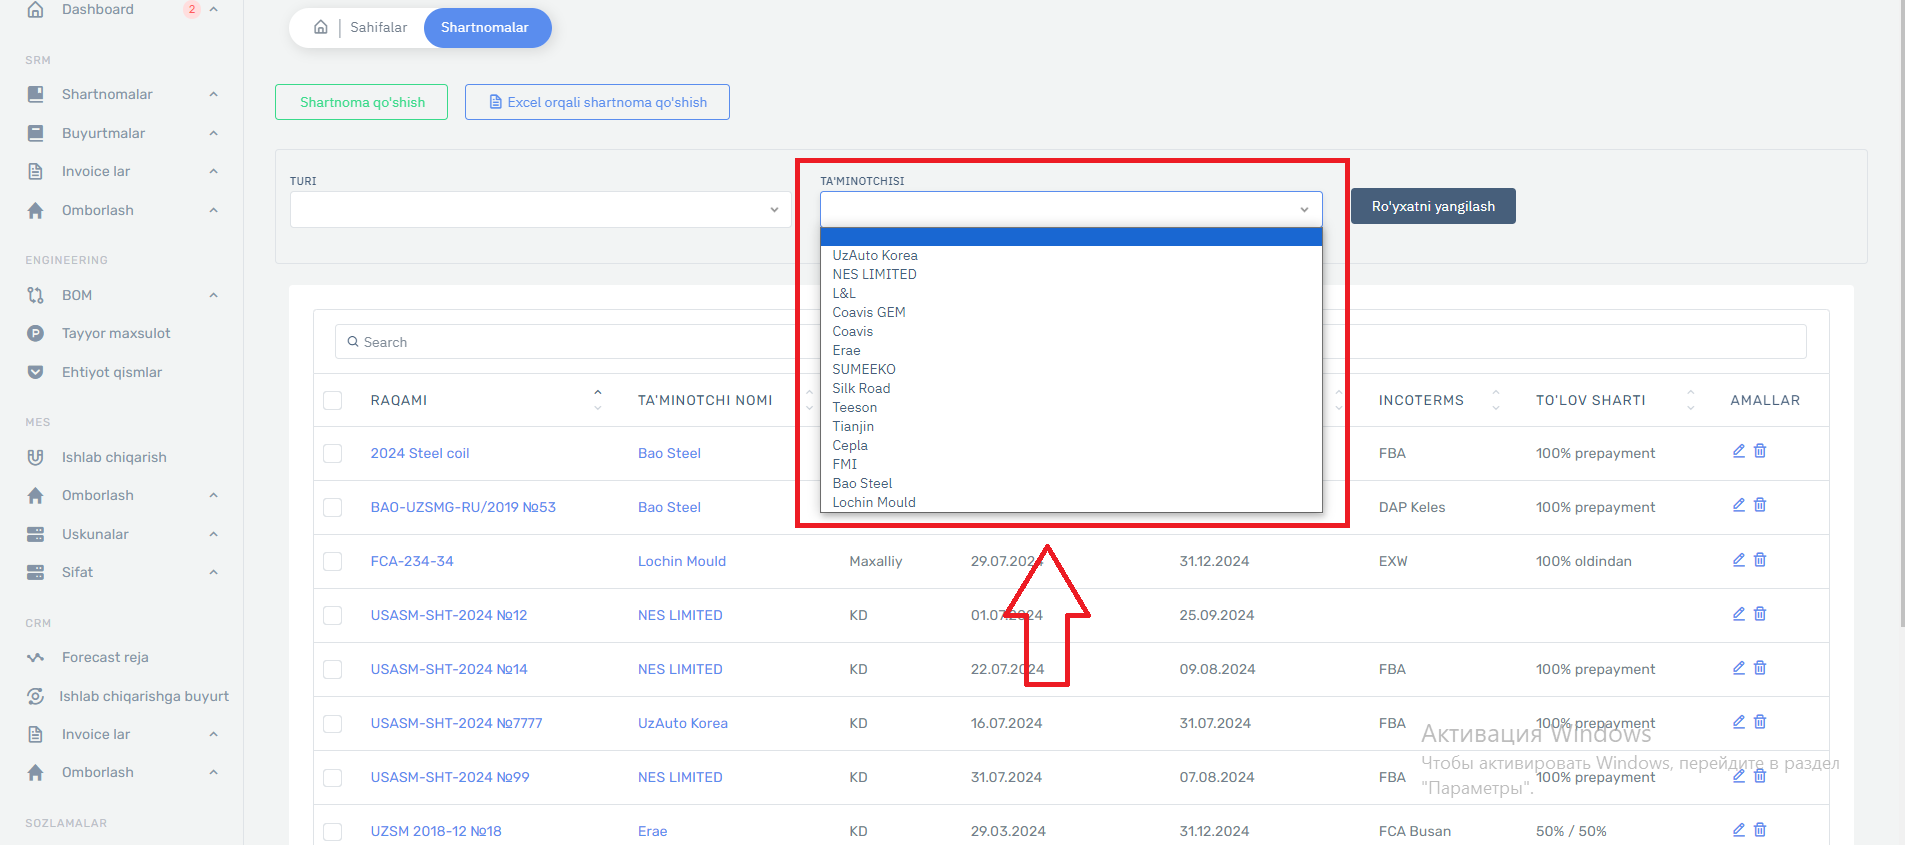 Dashboard 2
SRM
Shartnomalar
Buyurtmalar
Invoice lar
Omborlash
ENGINEERING
BOM
Tayyor maxsulot
Ehtiyot qismlar
MES
Ishlab chiqarish
Omborlash
Uskunalar
Sifat
CRM
Forecast reja
Ishlab chiqarishga buyurt
Invoice lar
Omborlash
SOZLAMALAR
Sahifalar Shartnomalar
Shartnoma qo'shish Excel orqali shartnoma qo'shish
TURI TA'MINOTCHISI
Ro'yxatni yangilash
UzAuto Korea
NES LIMITED
L&L
Coavis GEM
Coavis
Erae
SUMEEKO
Silk Road
Teeson
Tianjin
Cepla
FMI
Bao Steel
Lochin Mould
Search
RAQAMI TA'MINOTCHI NOMI INCOTERMS TO'LOV SHARTI AMALLAR
2024 Steel coil Bao Steel FBA 100% prepayment
BAO-UZSMG-RU/2019 №53 Bao Steel DAP Keles 100% prepayment
FCA-234-34 Lochin Mould Maxalliy 29.07.2024 31.12.2024 EXW 100% oldindan
USASM-SHT-2024 №12 NES LIMITED KD 01.07.2024 25.09.2024
USASM-SHT-2024 №14 NES LIMITED KD 22.07.2024 09.08.2024 FBA 100% prepayment
USASM-SHT-2024 №7777 UzAuto Korea KD 16.07.2024 31.07.2024 FBA 100% prepayment
USASM-SHT-2024 №99 NES LIMITED KD 31.07.2024 07.08.2024 FBA 100% prepayment
UZSM 2018-12 №18 Erae KD 29.03.2024 31.12.2024 FCA Busan 50% / 50%
Активация Windows
Чтобы активировать Windows, перейдите в раздел
"Параметры".